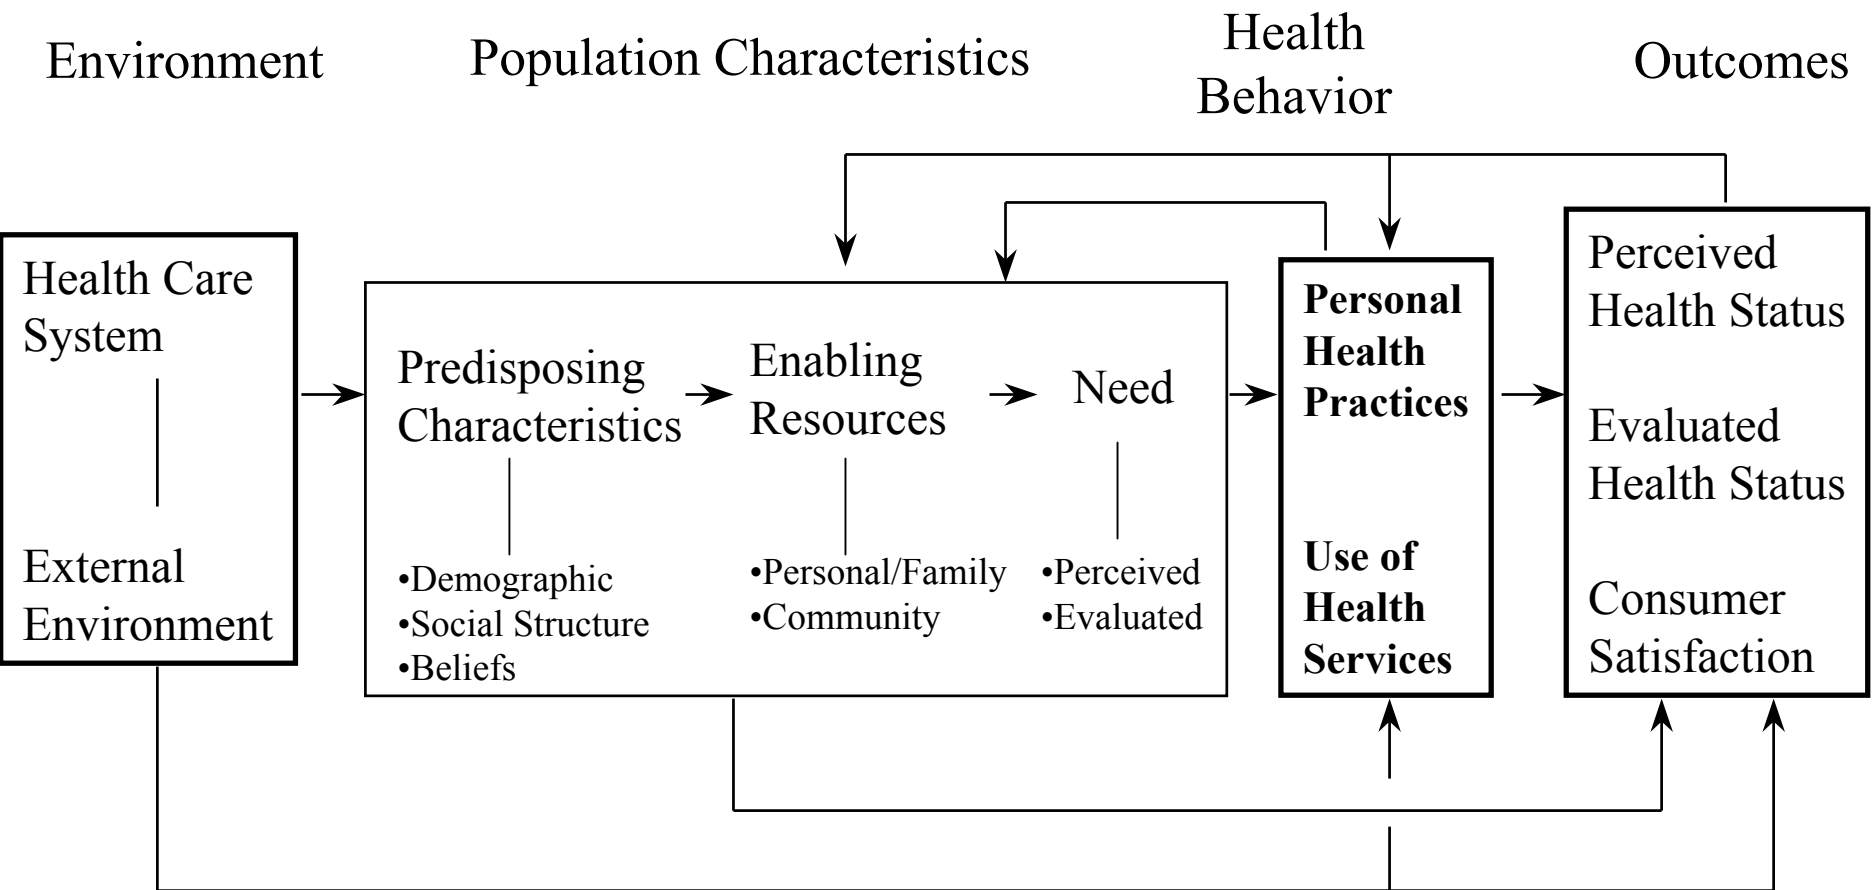 Environment
Population Characteristics
Health
Behavior
Outcomes
Health Care
System
External
Environment
Predisposing
Characteristics
•Demographic
•Social Structure
•Beliefs
Enabling
Resources
•Personal/Family
•Community
Need
•Perceived
•Evaluated
Personal
Health
Practices
Use of
Health
Services
Perceived
Health Status
Evaluated
Health Status
Consumer
Satisfaction